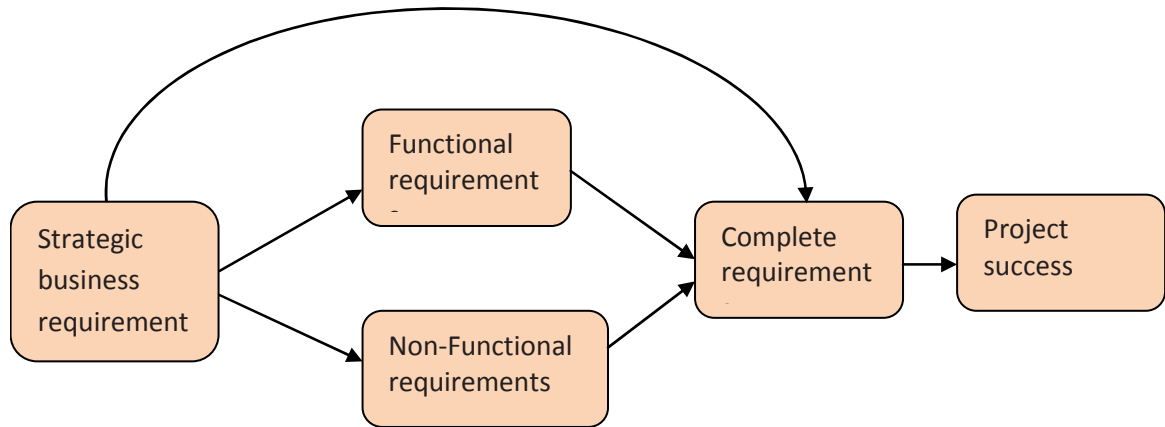 Functional
requirement
Strategic
business
requirement
Non-Functional
requirements
Complete
requirement
Project
success